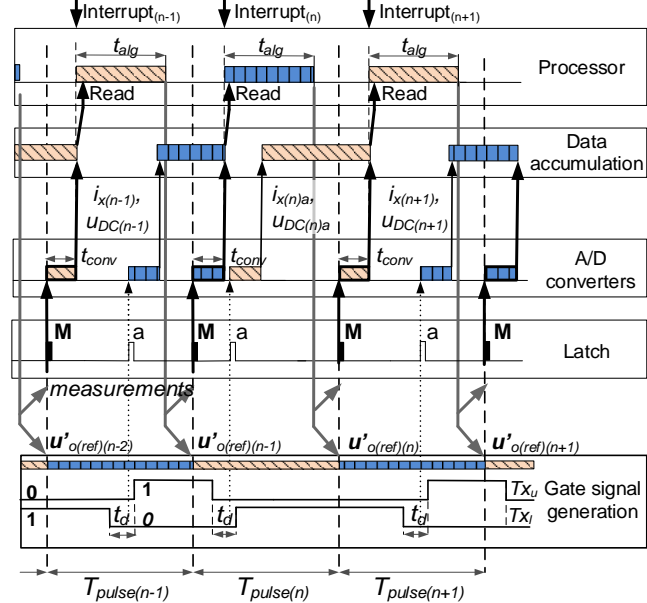 Interrupt(n-1) Interrupt(n) Interrupt(n+1)
talg talg talg
Processor
Read Read Read
Data
accumulation
ix(n-1), ix(n)a, ix(n+1),
uDC(n-1) uDC(n)a uDC(n+1)
tconv tconv tconv
A/D
converters
M a M a M a M
Latch
measurements
u'o(ref)(n-2) u'o(ref)(n-1) u'o(ref)(n) u'o(ref)(n+1)
0 1 Txu
Gate signal
generation
1 td 0 td td Txl
Tpulse(n-1) Tpulse(n) Tpulse(n+1)